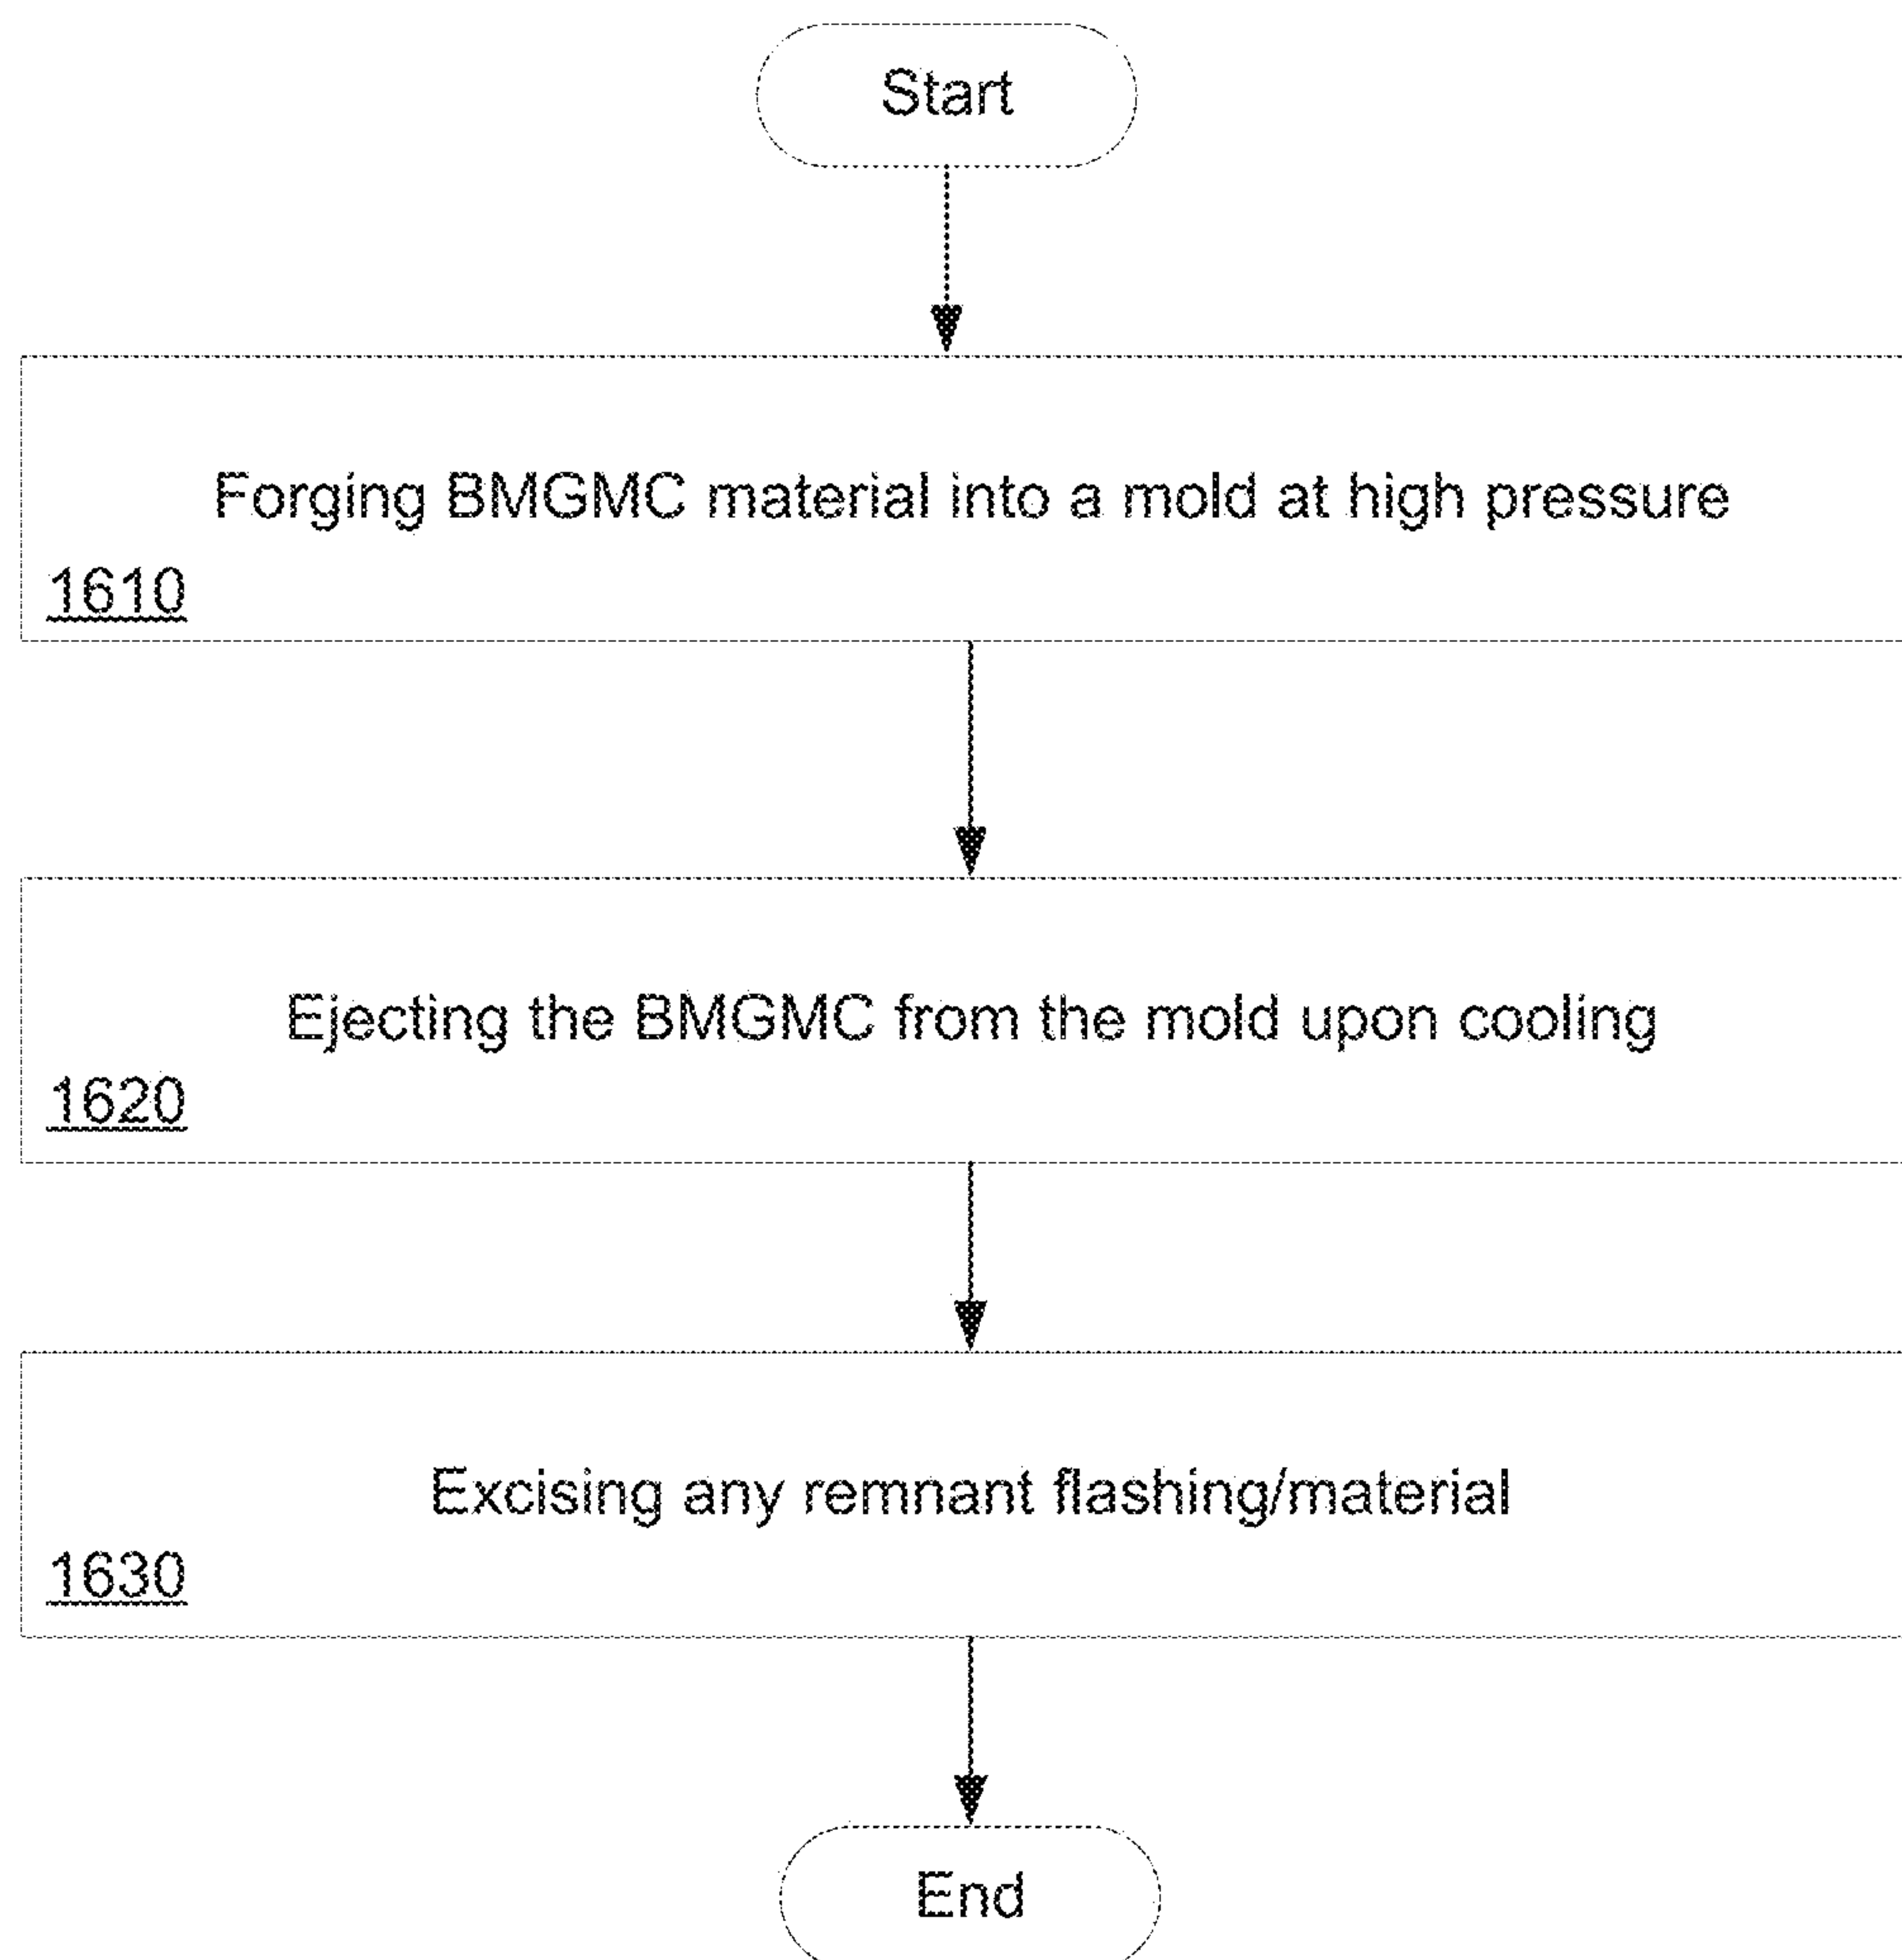 Start
Forging BMGMC material into a mold at high pressure
1610
Ejecting the BMGMC from the mold upon cooling
1620
Excising any remnant flashing/material
1630
End